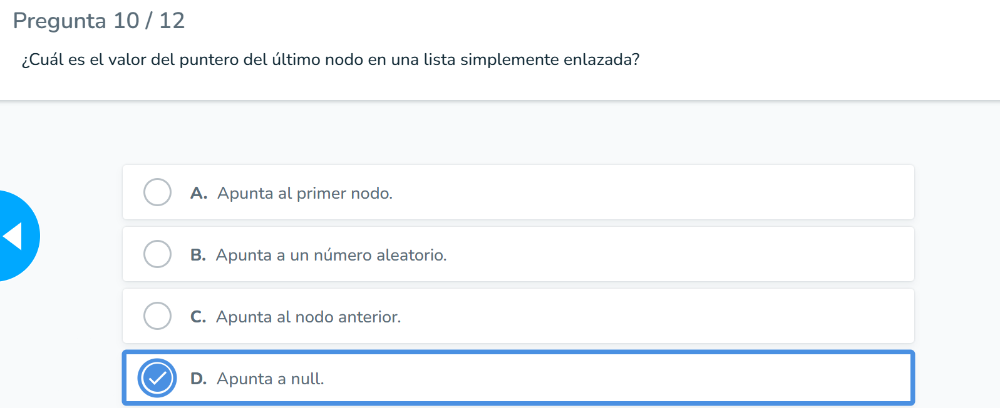 Pregunta 10 / 12
¿Cuál es el valor del puntero del último nodo en una lista simplemente enlazada?
A. Apunta al primer nodo.
B. Apunta a un número aleatorio.
C. Apunta al nodo anterior.
D. Apunta a null.